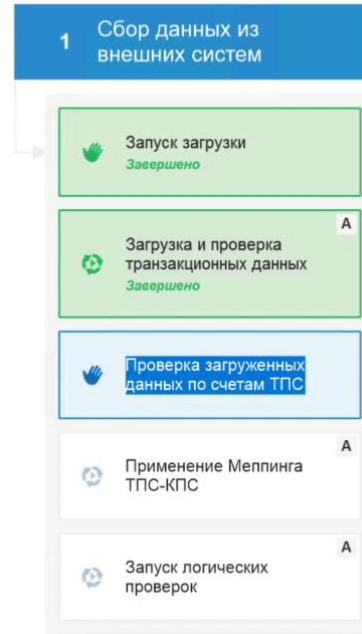 1
Сбор данных из
внешних систем
Запуск загрузки
Завершено
А
Загрузка и проверка
транзакционных данных
Завершено
Проверка загруженных
данных по счетам ТПС
А
Применение Меппинга
ТПС-КПС
А
Запуск логических
проверок